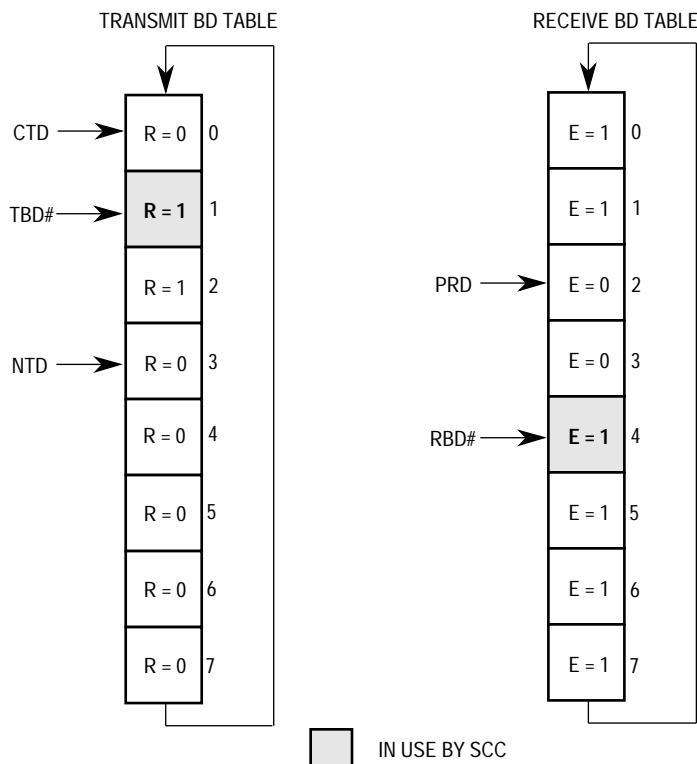 TRANSMIT BD TABLE
CTD
R = 0 0
TBD#
R = 1 1
R = 1 2
NTD
R = 0 3
R = 0 4
R = 0 5
R = 0 6
R = 0 7
RECEIVE BD TABLE
E = 1 0
E = 1 1
PRD
E = 0 2
E = 0 3
RBD#
E = 1 4
E = 1 5
E = 1 6
E = 1 7
IN USE BY SCC